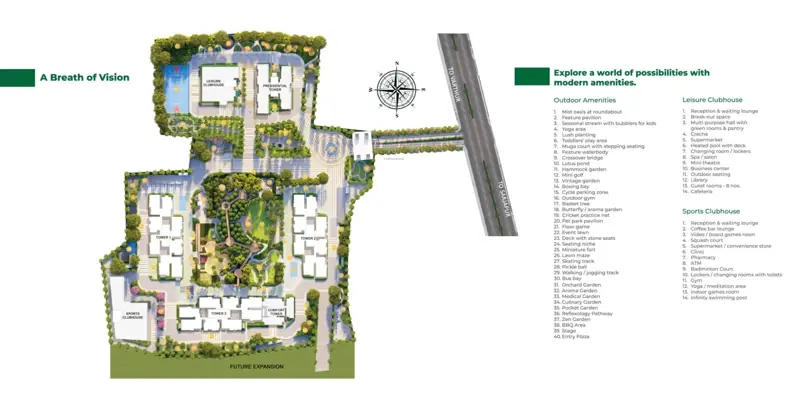 A Breath of Vision
LEISURE
CLUBHOUSE
PRESIDENTIAL
TOWER
TOWER 1
TOWER 2
TOWER 3
COMFORT
TOWER
SPORTS
CLUBHOUSE
FUTURE EXPANSION
N
E
S
W
TO VARTHUR
TO SARJAPUR
Explore a world of possibilities with
modern amenities.
Outdoor Amenities
1. Mist oasis at roundabout
2. Feature pavilion
3. Seasonal stream with bubblers for kids
4. Yoga area
5. Lush planting
6. Toddlers' play area
7. Muga court with stepping seating
8. Feature waterbody
9. Crossover bridge
10. Lotus pond
11. Hammock garden
12. Mini golf
13. Vintage garden
14. Boxing bay
15. Cycle parking zone
16. Outdoor gym
17. Basket tree
18. Butterfly / aroma garden
19. Cricket practice net
20. Pet park pavilion
21. Floor game
22. Event lawn
23. Deck with stone seats
24. Seating niche
25. Miniature fort
26. Lawn maze
27. Skating track
28. Pickle ball
29. Walking / jogging track
30. Bus bay
31. Orchard Garden
32. Aroma Garden
33. Medical Garden
34. Culinary Garden
35. Pocket Garden
36. Reflexology Pathway
37. Zen Garden
38. BBQ Area
39. Stage
40. Entry Plaza
Leisure Clubhouse
1. Reception & waiting lounge
2. Break-out space
3. Multi purpose hall with
green rooms & pantry
4. Creche
5. Supermarket
6. Heated pool with deck
7. Changing room / lockers
8. Spa / salon
9. Mini theatre
10. Business center
11. Outdoor seating
12. Library
13. Guest rooms - 8 nos.
14. Cafeteria
Sports Clubhouse
1. Reception & waiting lounge
2. Coffee bar lounge
3. Video / board games room
4. Squash court
5. Supermarket / convenience store
6. Clinic
7. Pharmacy
8. ATM
9. Badminton Court
10. Lockers / changing rooms with toilets
11. Gym
12. Yoga / meditation area
13. Indoor games room
14. Infinity swimming pool